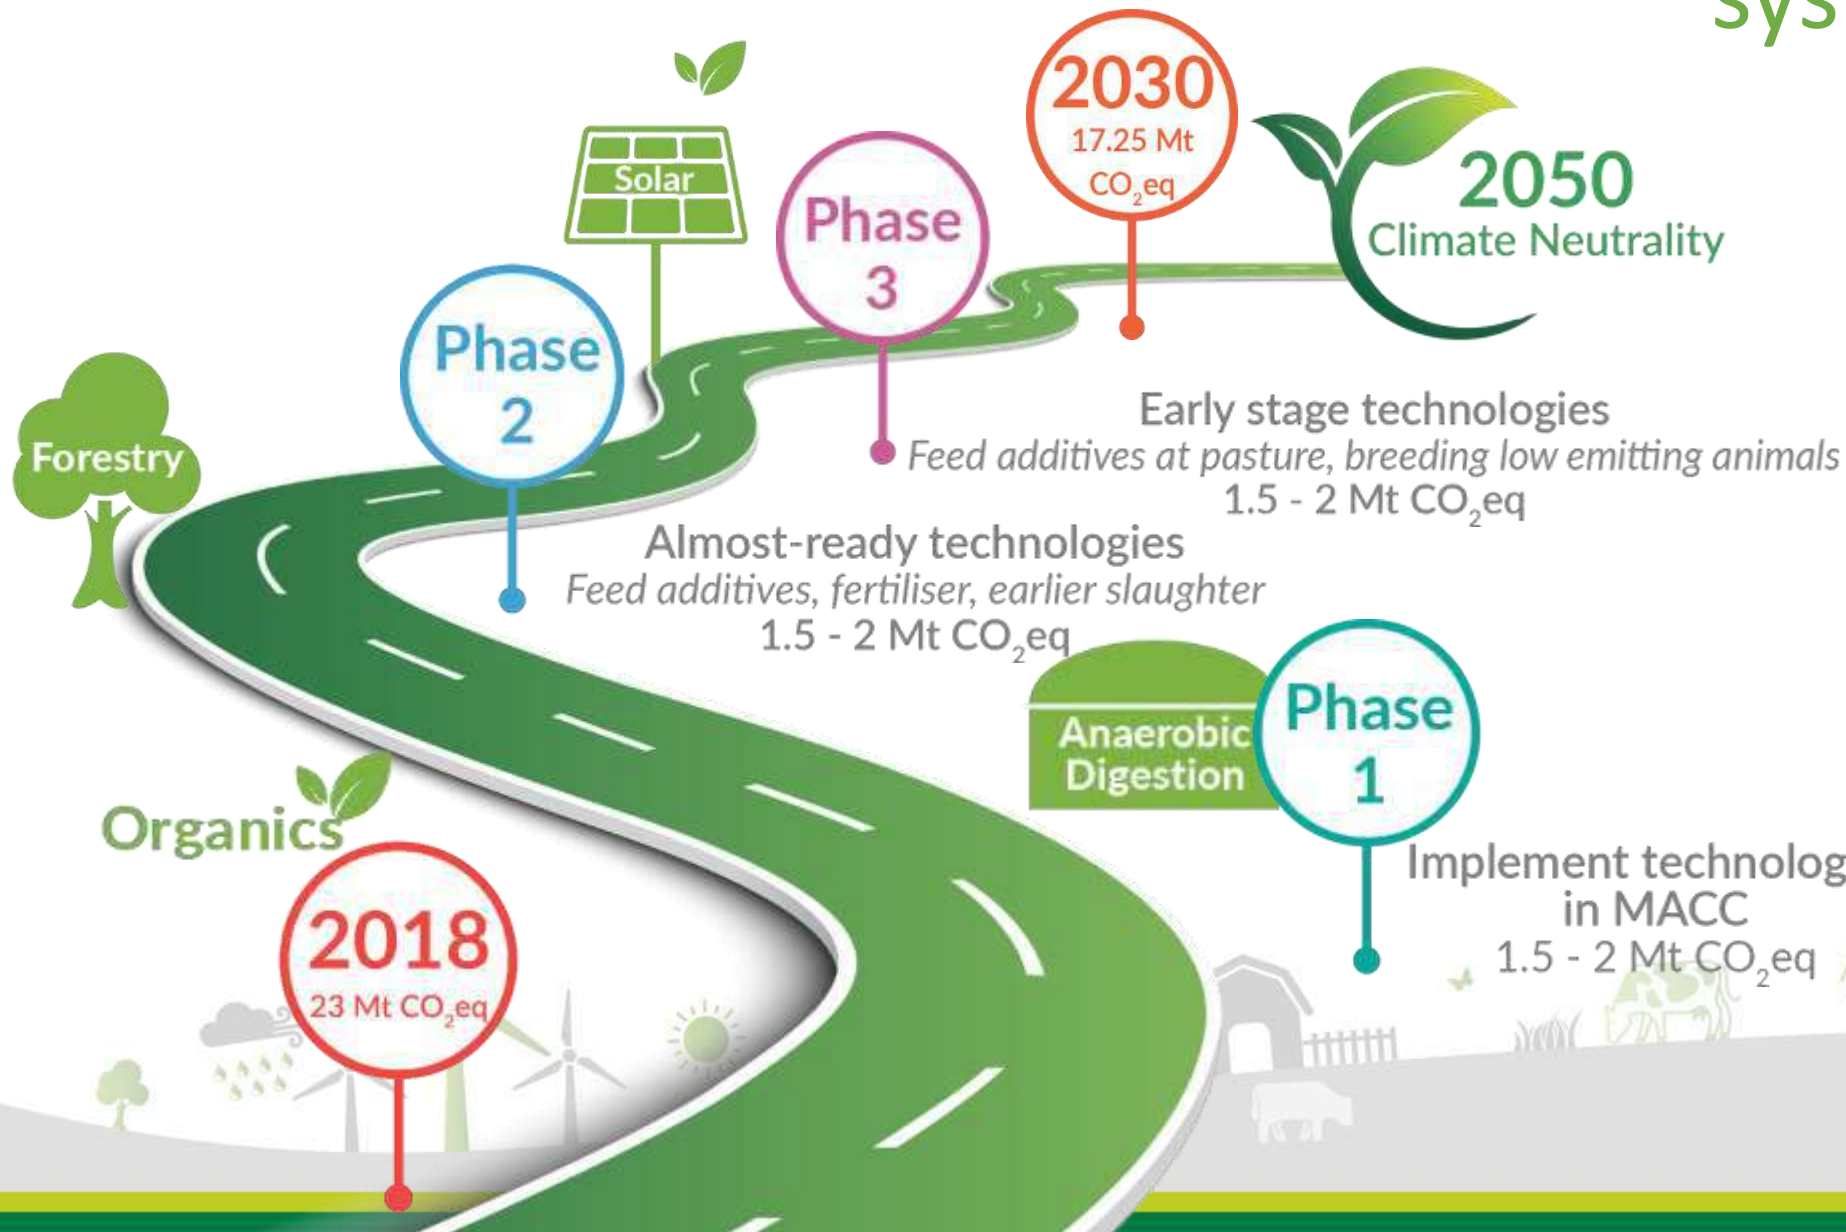 sys
2030
17.25 Mt
CO₂eq
Solar
Phase
3
2050
Climate Neutrality
Phase
2
Early stage technologies
Feed additives at pasture, breeding low emitting animals
1.5 - 2 Mt CO₂eq
Forestry
Almost-ready technologies
Feed additives, fertiliser, earlier slaughter
1.5 - 2 Mt CO₂eq
Anaerobic
Digestion
Phase
1
Implement technolog
in MACC
1.5 - 2 Mt CO₂eq
Organics
2018
23 Mt CO₂eq